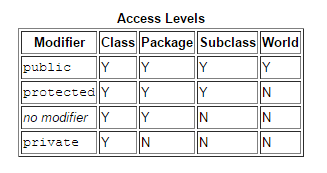 Access Levels
Modifier Class Package Subclass World
public Y Y Y Y
protected Y Y Y N
no modifier Y Y N N
private Y N N N